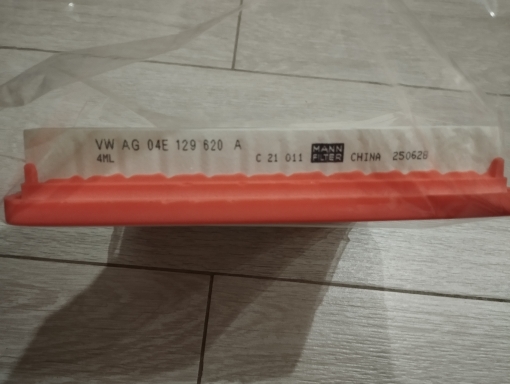 VW AG 04E 129 620 A
4ML C 21 011 MANN FILTER CHINA 250628